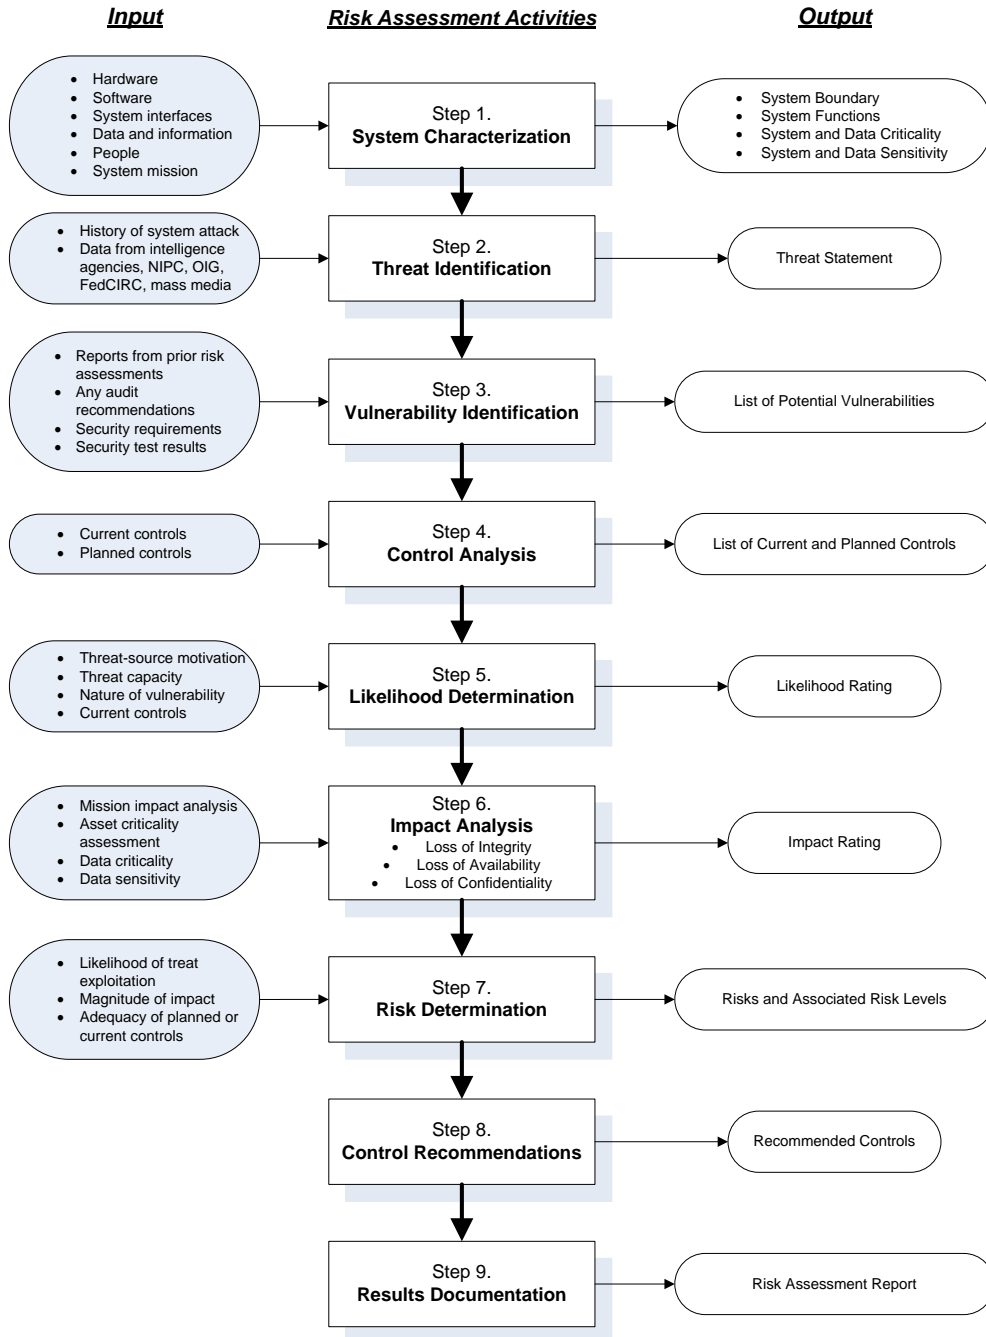 Input
Risk Assessment Activities
Output
• Hardware
• Software
• System interfaces
• Data and information
• People
• System mission
Step 1.
System Characterization
• System Boundary
• System Functions
• System and Data Criticality
• System and Data Sensitivity
• History of system attack
• Data from intelligence
agencies, NIPC, OIG,
FedCIRC, mass media
Step 2.
Threat Identification
Threat Statement
• Reports from prior risk
assessments
• Any audit
recommendations
• Security requirements
• Security test results
Step 3.
Vulnerability Identification
List of Potential Vulnerabilities
• Current controls
• Planned controls
Step 4.
Control Analysis
List of Current and Planned Controls
• Threat-source motivation
• Threat capacity
• Nature of vulnerability
• Current controls
Step 5.
Likelihood Determination
Likelihood Rating
• Mission impact analysis
• Asset criticality
assessment
• Data criticality
• Data sensitivity
Step 6.
Impact Analysis
• Loss of Integrity
• Loss of Availability
• Loss of Confidentiality
Impact Rating
• Likelihood of treat
exploitation
• Magnitude of impact
• Adequacy of planned or
current controls
Step 7.
Risk Determination
Risks and Associated Risk Levels
Step 8.
Control Recommendations
Recommended Controls
Step 9.
Results Documentation
Risk Assessment Report